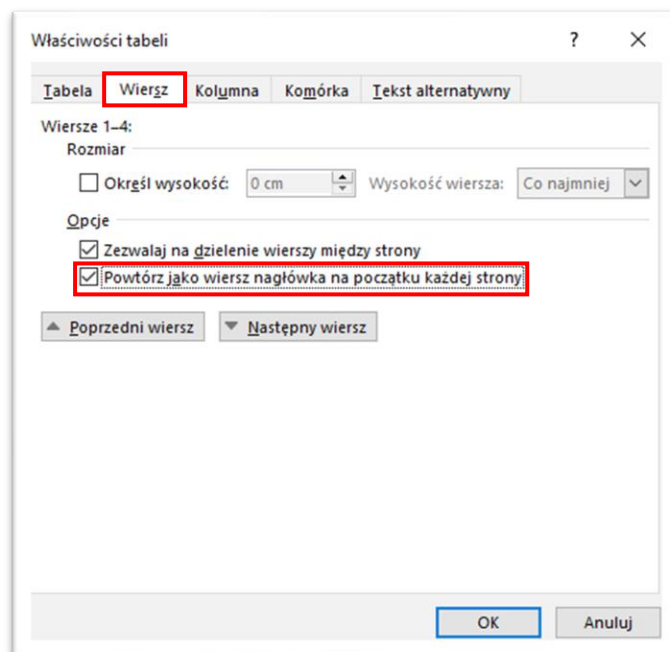 Właściwości tabeli ? ×
Tabela Wiersz Kolumna Komórka Tekst alternatywny
Wiersze 1–4:
Rozmiar
Określ wysokość: 0 cm Wysokość wiersza: Co najmniej
Opcje
Zezwalaj na dzielenie wierszy między strony
Powtórz jako wiersz nagłówka na początku każdej strony
Poprzedni wiersz Następny wiersz
OK Anuluj